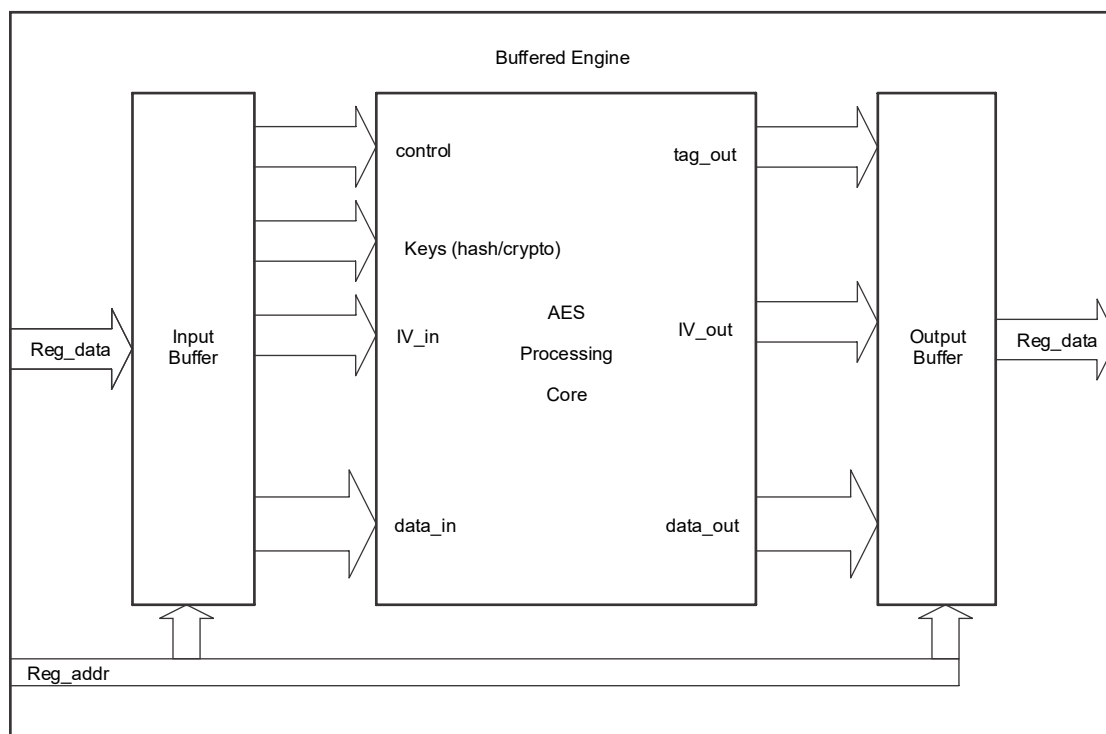 Buffered Engine
control
tag_out
Keys (hash/crypto)
Reg_data
Input
Buffer
IV_in
AES
Processing
Core
IV_out
Output
Buffer
Reg_data
data_in
data_out
Reg_addr